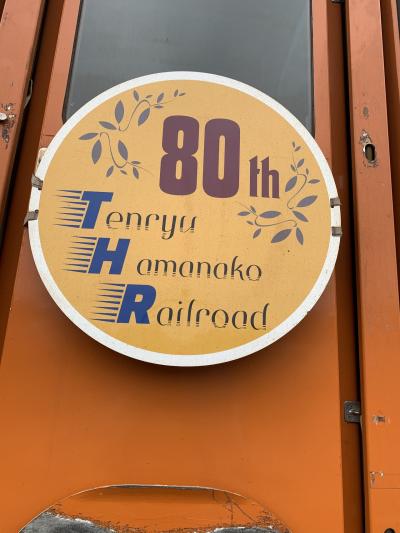 80th
Tenryu
Hamanako
Railroad